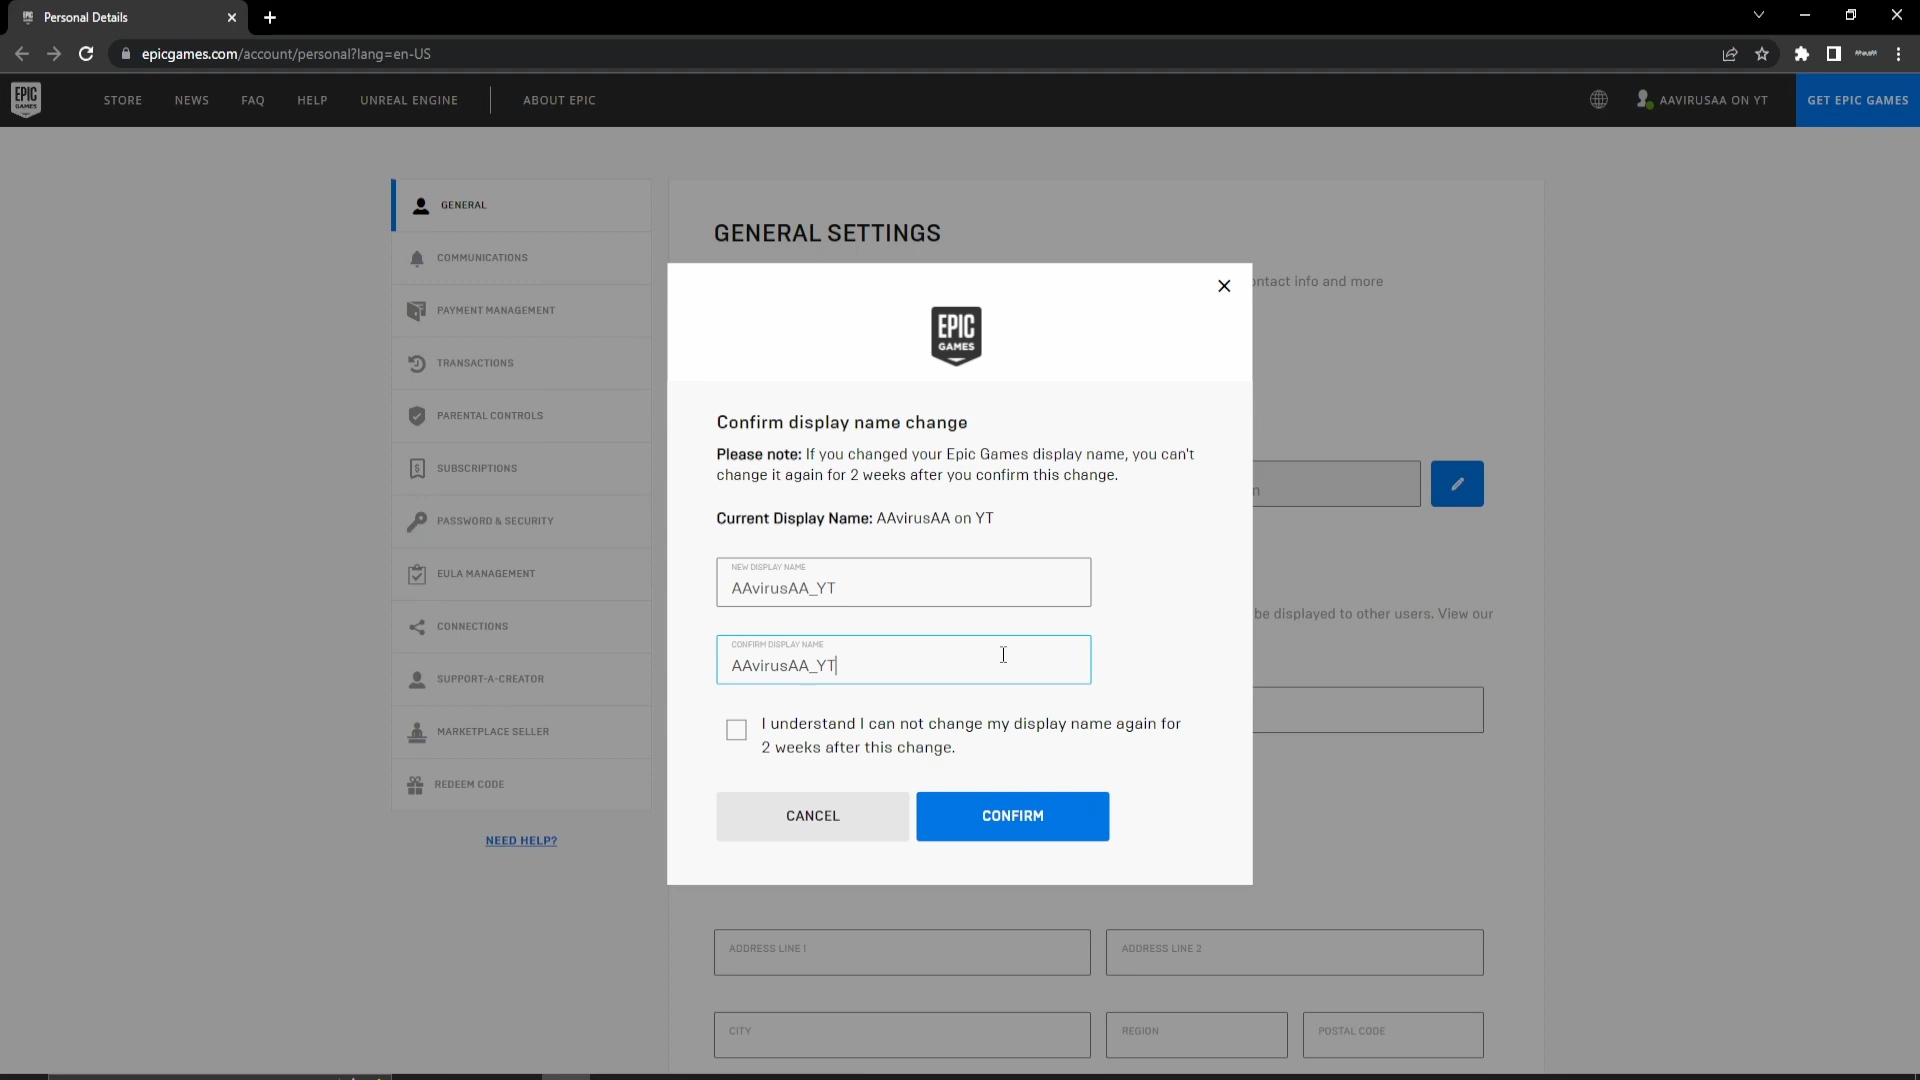 Personal Details
epicgames.com/account/personal?lang=en-US
EPIC GAMES
STORE
NEWS
FAQ
HELP
UNREAL ENGINE
ABOUT EPIC
AAVIRUSAA ON YT
GET EPIC GAMES
GENERAL
COMMUNICATIONS
PAYMENT MANAGEMENT
TRANSACTIONS
PARENTAL CONTROLS
SUBSCRIPTIONS
PASSWORD & SECURITY
EULA MANAGEMENT
CONNECTIONS
SUPPORT-A-CREATOR
MARKETPLACE SELLER
REDEEM CODE
NEED HELP?
GENERAL SETTINGS
ntact info and more
EPIC
GAMES
Confirm display name change
Please note: If you changed your Epic Games display name, you can't
change it again for 2 weeks after you confirm this change.
Current Display Name: AAvirusAA on YT
NEW DISPLAY NAME
AAvirusAA_YT
CONFIRM DISPLAY NAME
AAvirusAA_YT
I understand I can not change my display name again for
2 weeks after this change.
CANCEL
CONFIRM
be displayed to other users. View our
ADDRESS LINE 1
ADDRESS LINE 2
CITY
REGION
POSTAL CODE